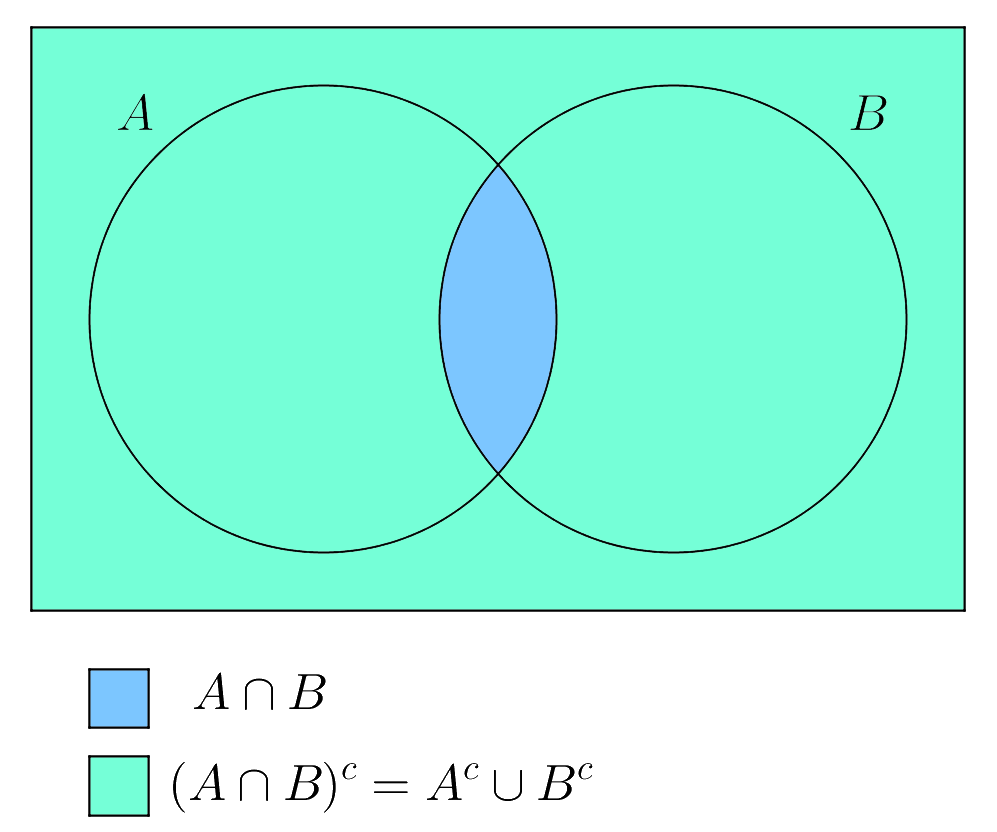 A
B
A ∩ B
(A ∩ B)ᶜ = Aᶜ ∪ Bᶜ